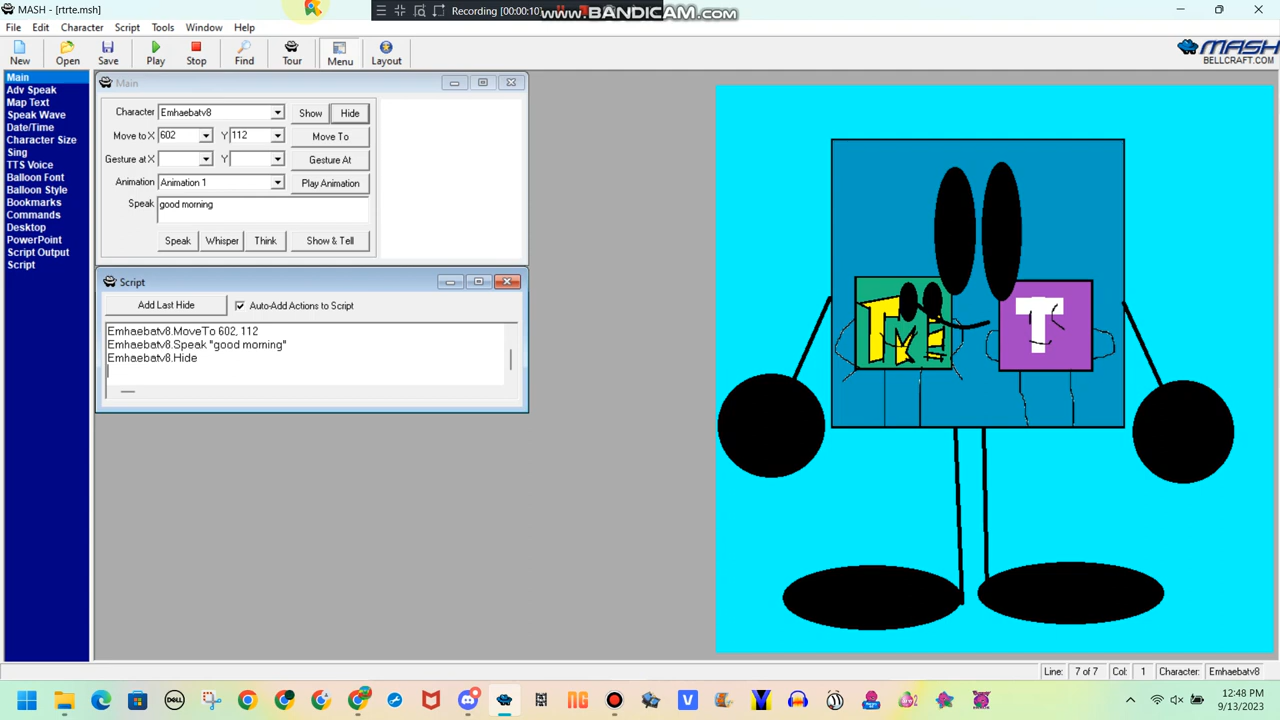 MASH - [rtrte.msh]
Recording [00:00:10]
www.BANDICAM.com
File Edit Character Script Tools Window Help
New Open Save Play Stop Find Tour Menu Layout
MASH
BELLCRAFT.COM
Main
Adv Speak
Map Text
Speak Wave
Date/Time
Character Size
Sing
TTS Voice
Balloon Font
Balloon Style
Bookmarks
Commands
Desktop
PowerPoint
Script Output
Script
Main
Character Emhaebatv8 Show Hide
Move to X 602 Y 112 Move To
Gesture at X Y Gesture At
Animation Animation 1 Play Animation
Speak good morning
Speak Whisper Think Show & Tell
Script
Add Last Hide Auto-Add Actions to Script
Emhaebatv8.MoveTo 602, 112
Emhaebatv8.Speak "good morning"
Emhaebatv8.Hide
T
Line: 7 of 7 Col: 1 Character: Emhaebatv8
DELL NG V
12:48 PM
9/13/2023